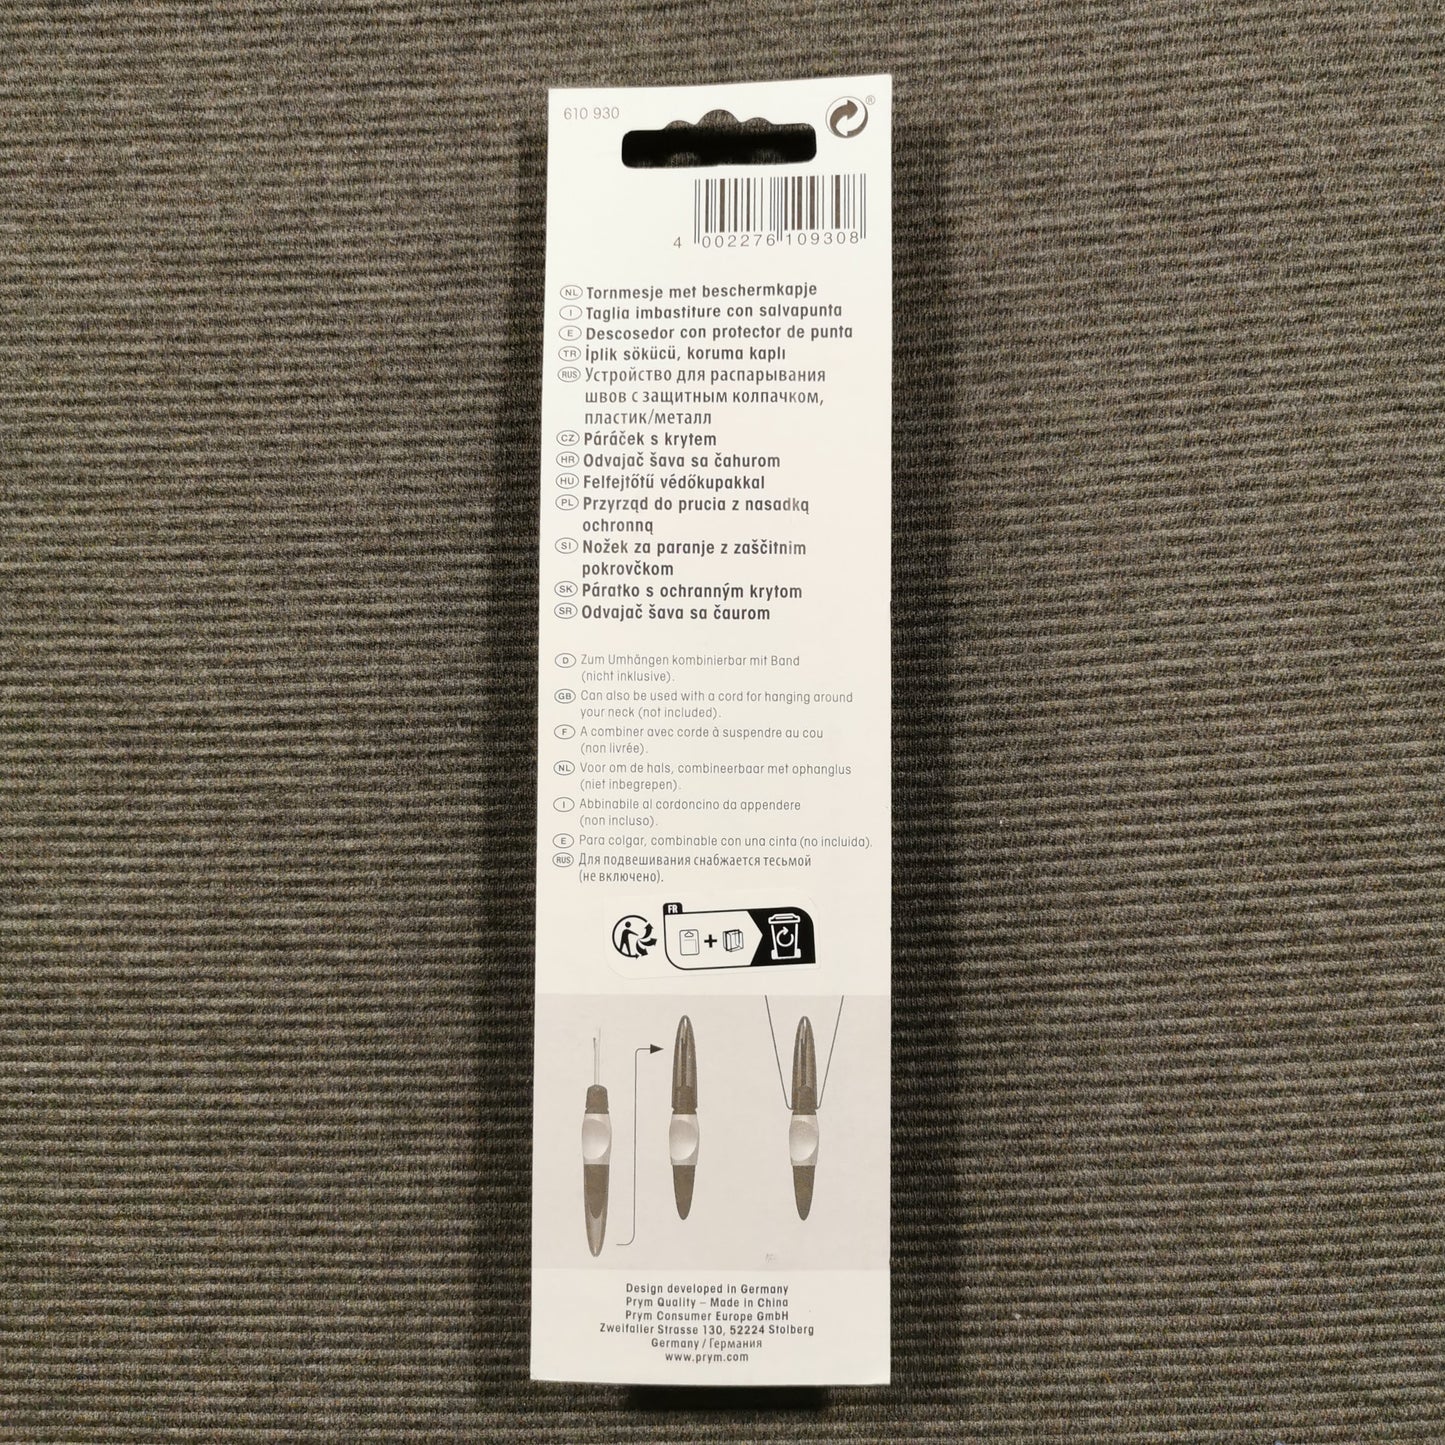 610 930
®
4 002276 109308
NL Tornmesje met beschermkapje
I Taglia imbastiture con salvapunta
E Descosedor con protector de punta
TR İplik sökücü, koruma kaplı
RUS Устройство для распарывания
швов с защитным колпачком,
пластик/металл
CZ Páráček s krytem
HR Odvajač šava sa čahurom
HU Felfejtőtű védőkupakkal
PL Przyrząd do prucia z nasadką
ochronną
SI Nožek za paranje z zaščitnim
pokrovčkom
SK Páratko s ochranným krytom
SR Odvajač šava sa čaurom
D Zum Umhängen kombinierbar mit Band
(nicht inklusive).
GB Can also be used with a cord for hanging around
your neck (not included).
F A combiner avec corde à suspendre au cou
(non livrée).
NL Voor om de hals, combineerbaar met ophanglus
(niet inbegrepen).
I Abbinabile al cordoncino da appendere
(non incluso).
E Para colgar, combinable con una cinta (no incluida).
RUS Для подвешивания снабжается тесьмой
(не включено).
FR
+
Design developed in Germany
Prym Quality – Made in China
Prym Consumer Europe GmbH
Zweifaller Strasse 130, 52224 Stolberg
Germany / Германия
www.prym.com